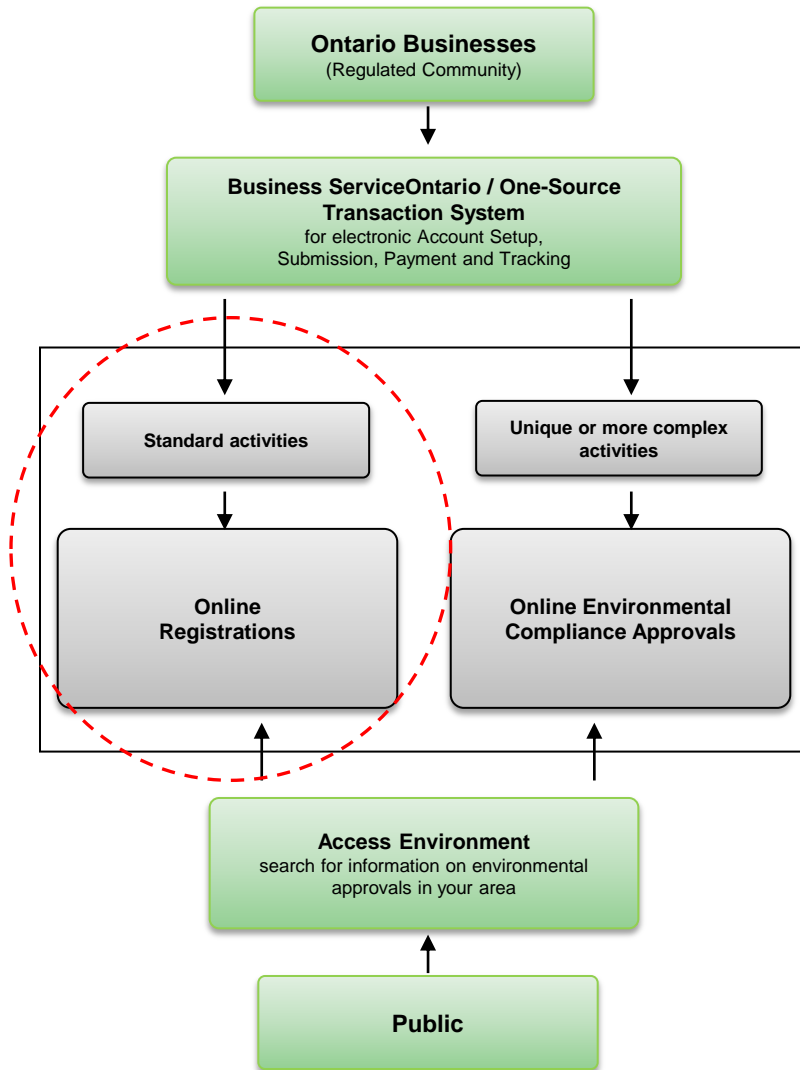 Ontario Businesses
(Regulated Community)
Business ServiceOntario / One-Source
Transaction System
for electronic Account Setup,
Submission, Payment and Tracking
Standard activities
Unique or more complex
activities
Online
Registrations
Online Environmental
Compliance Approvals
Access Environment
search for information on environmental
approvals in your area
Public